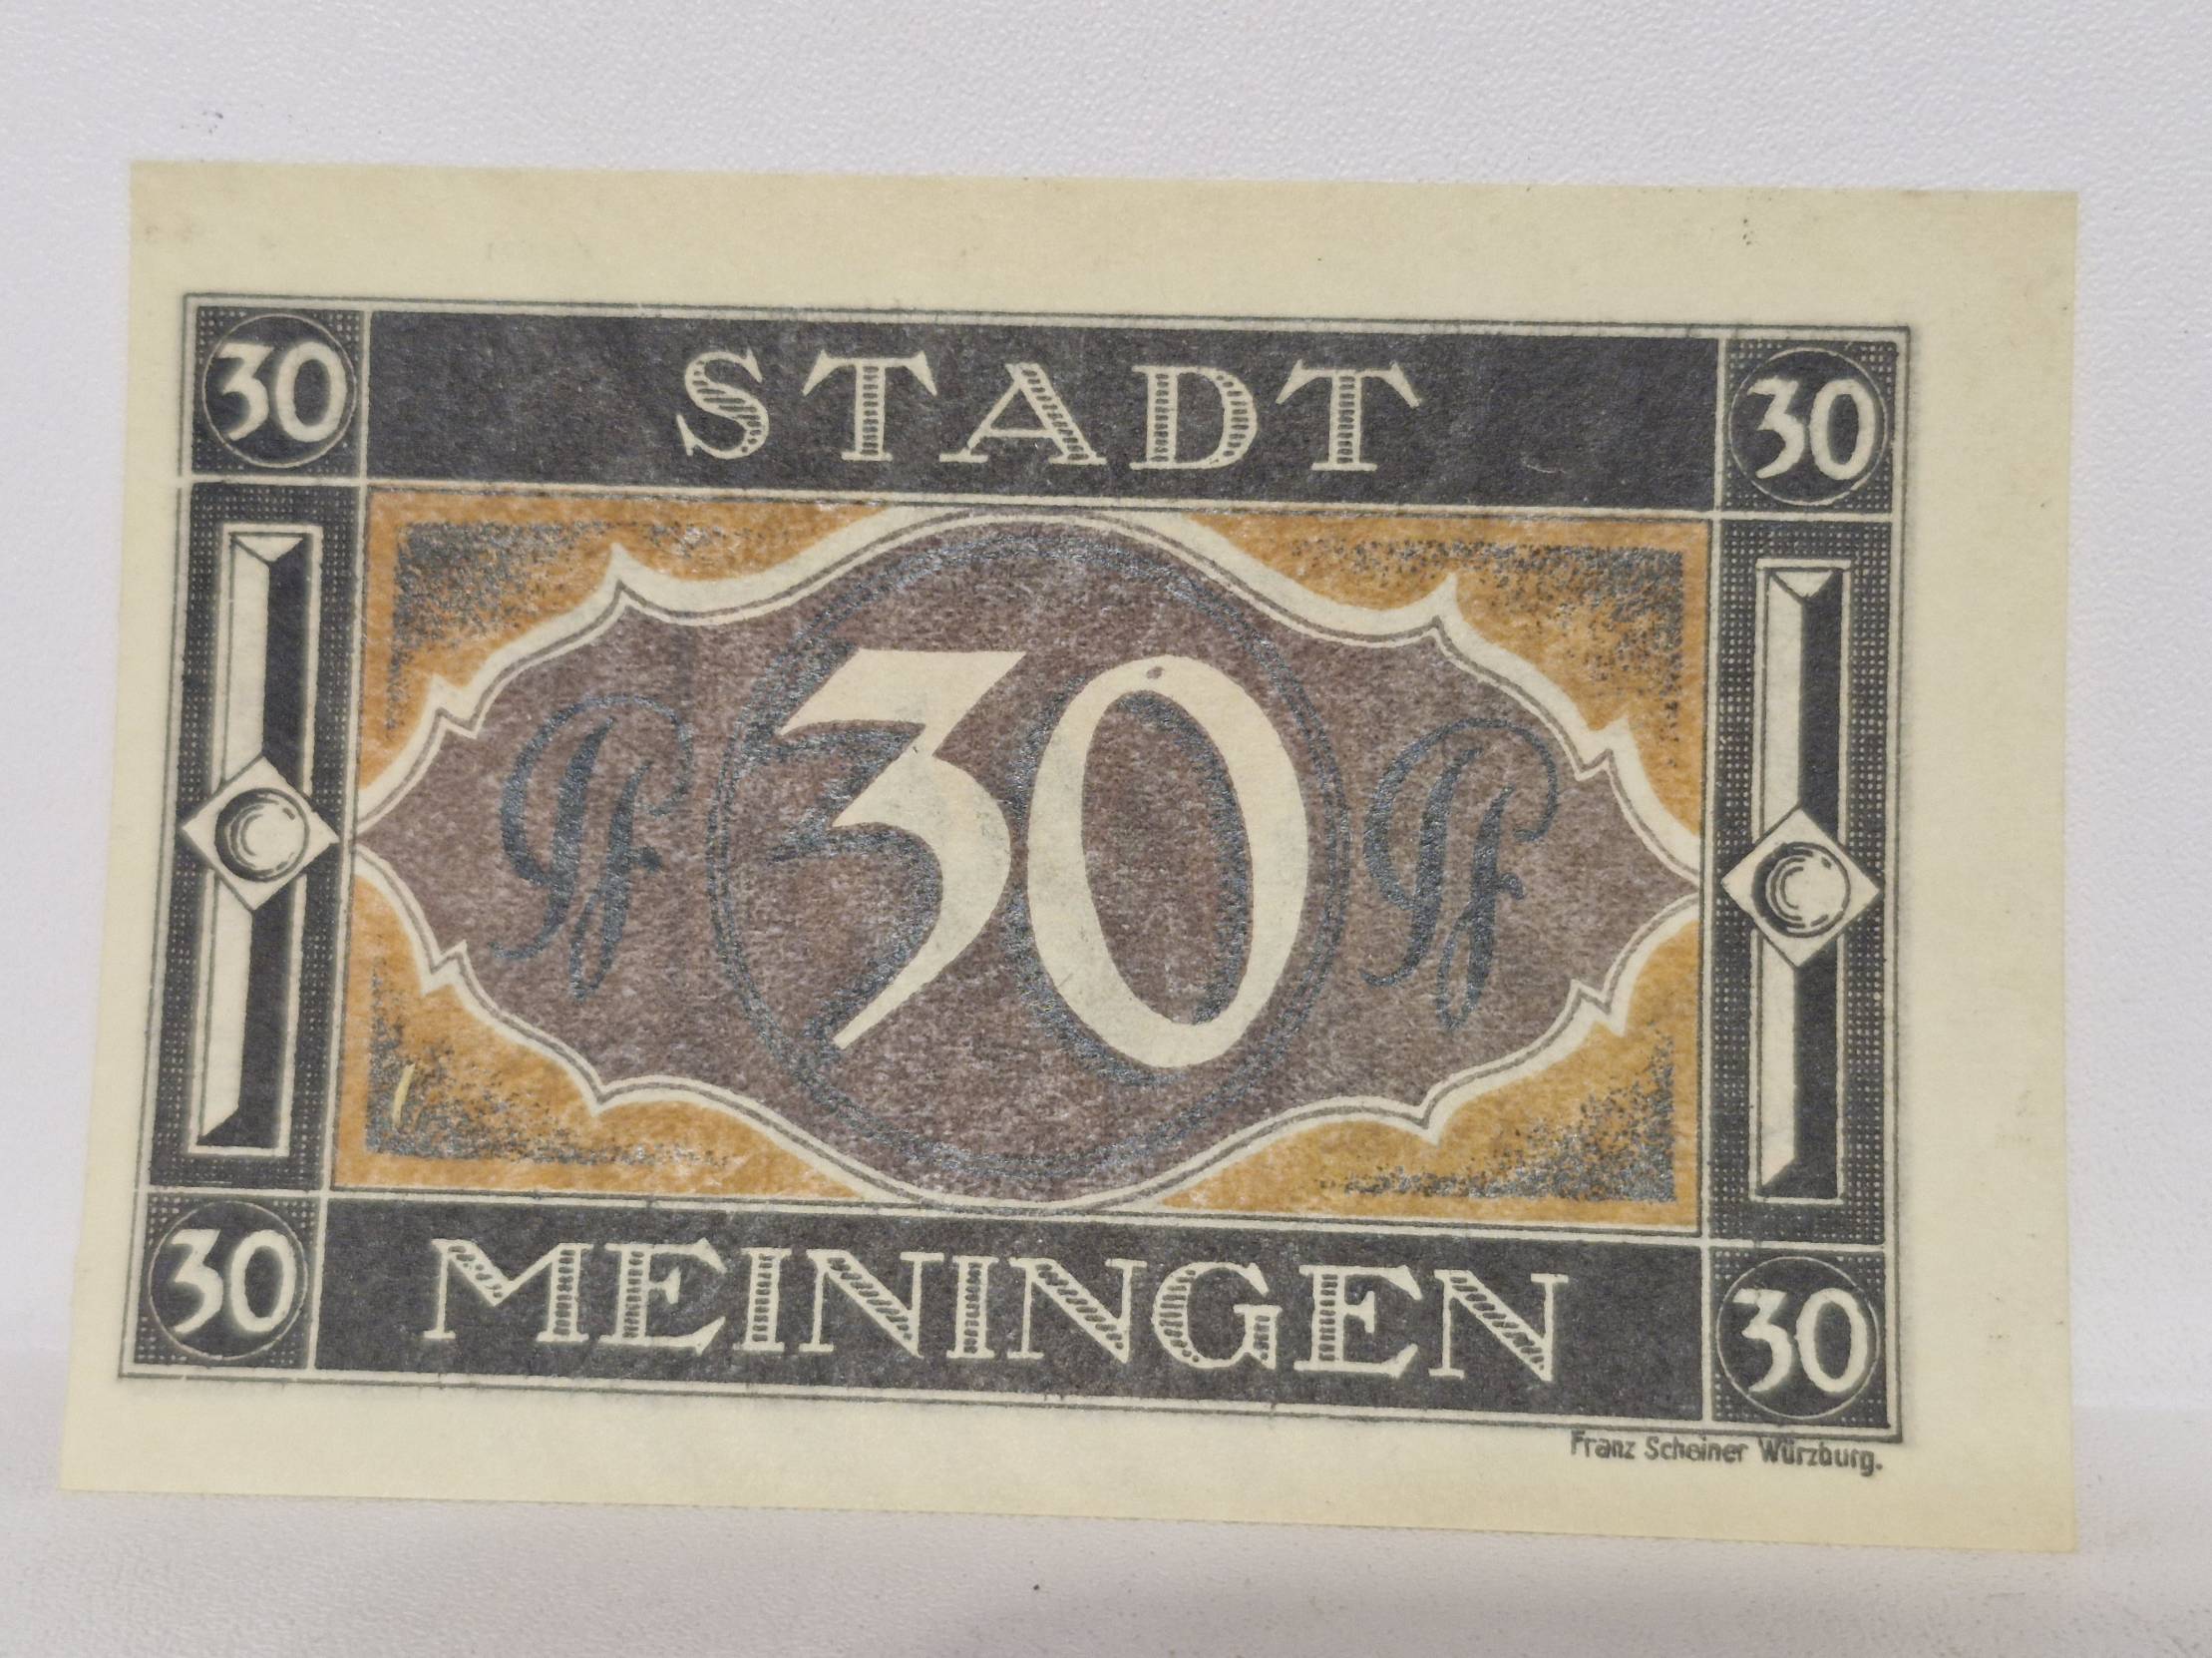 30 STADT 30
Pf 30 Pf
30 MEININGEN 30
Franz Scheiner Würzburg.